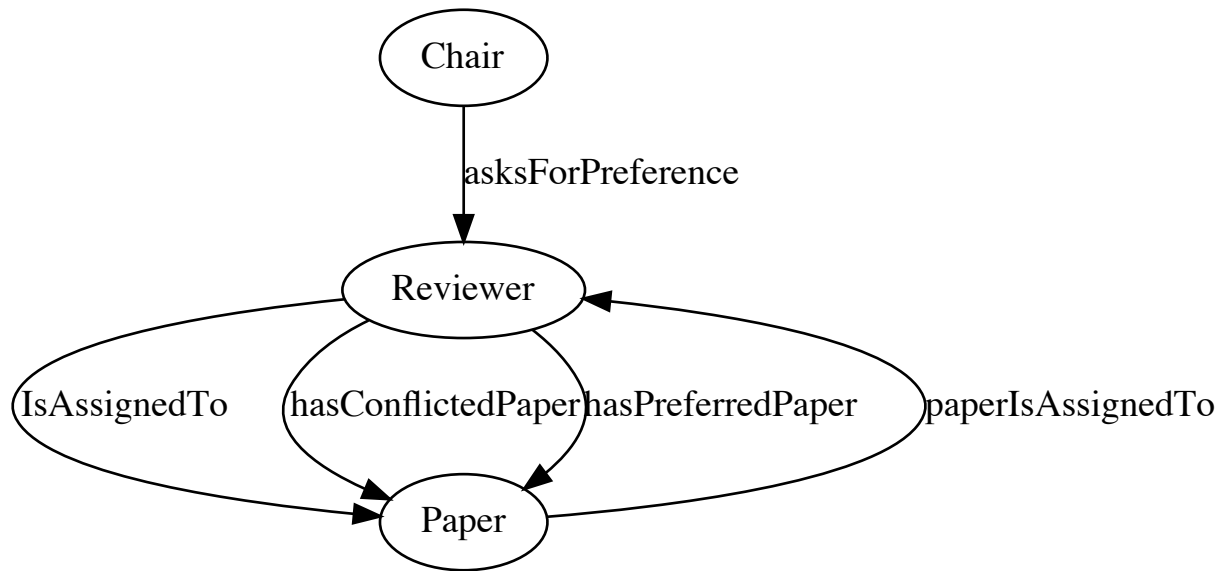 Chair
asksForPreference
Reviewer
IsAssignedTo
hasConflictedPaper
hasPreferredPaper
paperIsAssignedTo
Paper